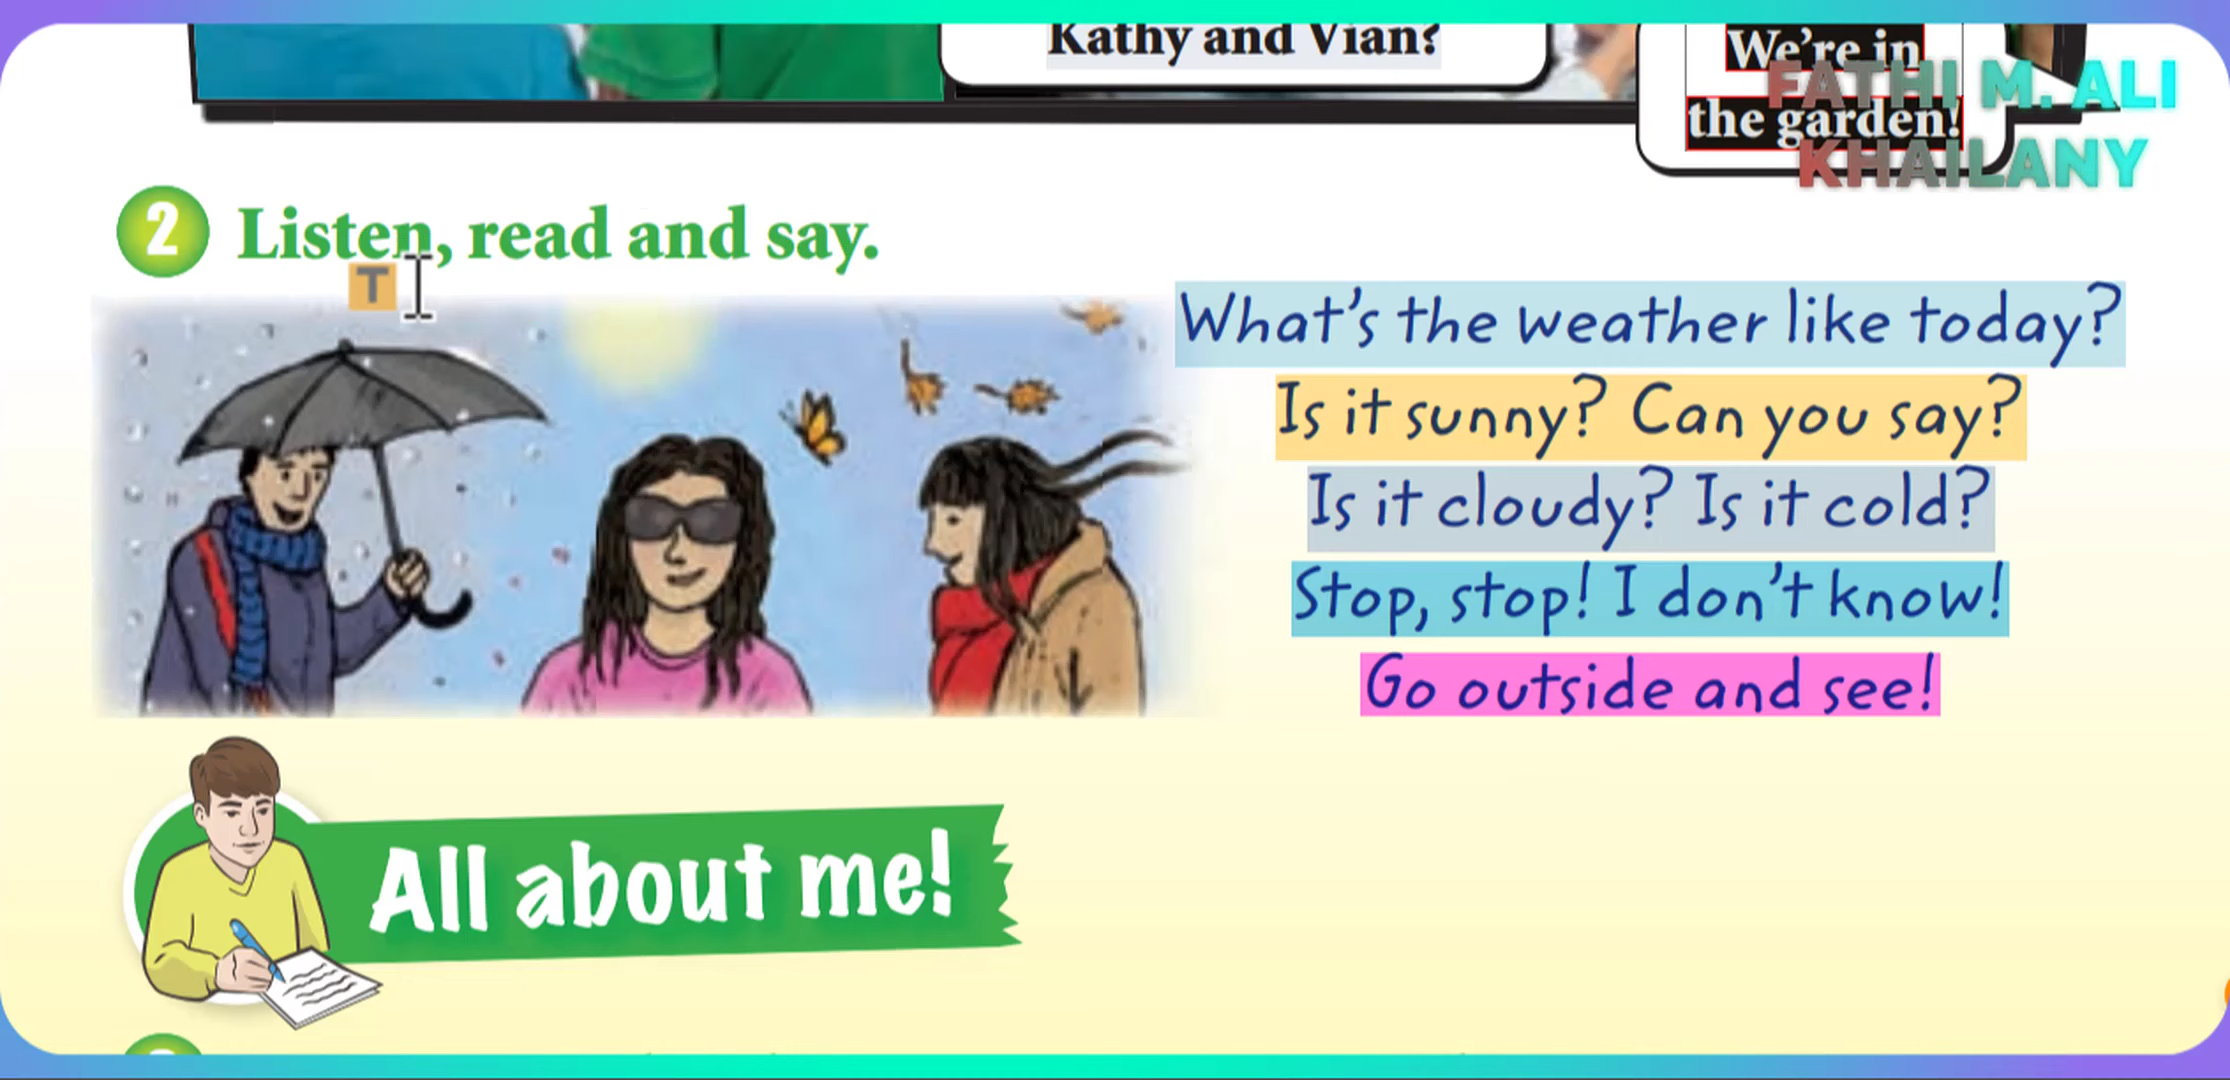 Kathy and Vian?
We're in
the garden!
FATHI M. ALI
KHAILANY
2 Listen, read and say.
T
What's the weather like today?
Is it sunny? Can you say?
Is it cloudy? Is it cold?
Stop, stop! I don't know!
Go outside and see!
All about me!